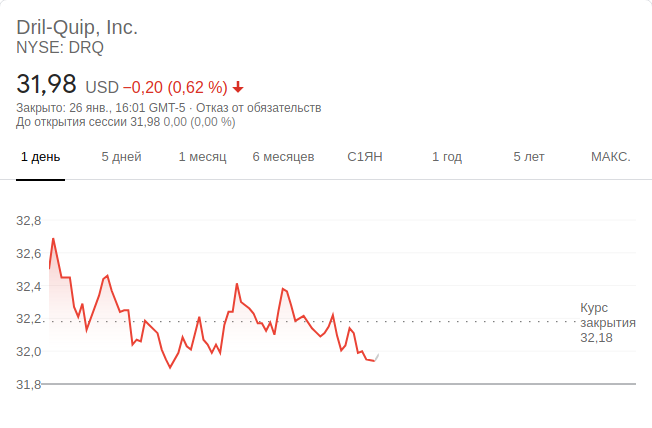 Dril-Quip, Inc.
NYSE: DRQ
31,98 USD −0,20 (0,62 %) ↓
Закрыто: 26 янв., 16:01 GMT-5 · Отказ от обязательств
До открытия сессии 31,98 0,00 (0,00 %)
1 день 5 дней 1 месяц 6 месяцев С1ЯН 1 год 5 лет МАКС.
32,8
32,6
32,4
32,2
32,0
31,8
Курс
закрытия
32,18